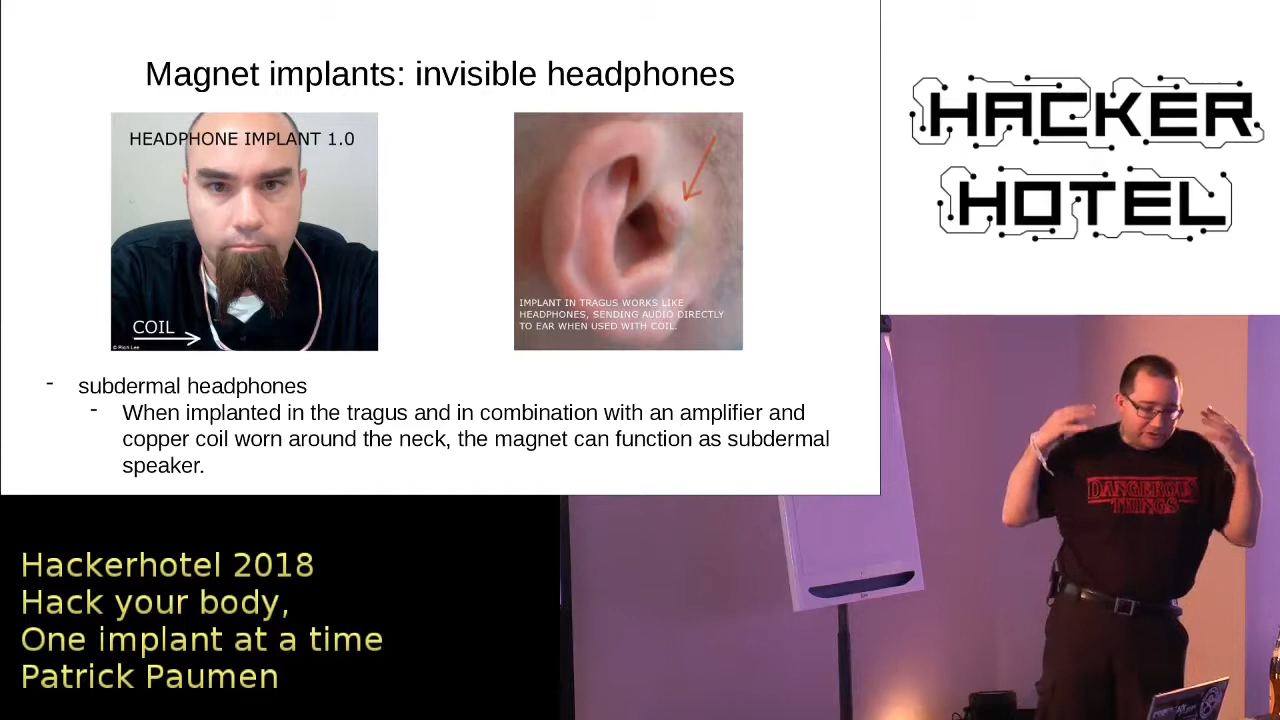 Magnet implants: invisible headphones
HEADPHONE IMPLANT 1.0
COIL
© Rich Lee
IMPLANT IN TRAGUS WORKS LIKE
HEADPHONES, SENDING AUDIO DIRECTLY
TO EAR WHEN USED WITH COIL.
- subdermal headphones
- When implanted in the tragus and in combination with an amplifier and
copper coil worn around the neck, the magnet can function as subdermal
speaker.
HACKER
HOTEL
DANGEROUS
THINGS
Hackerhotel 2018
Hack your body,
One implant at a time
Patrick Paumen